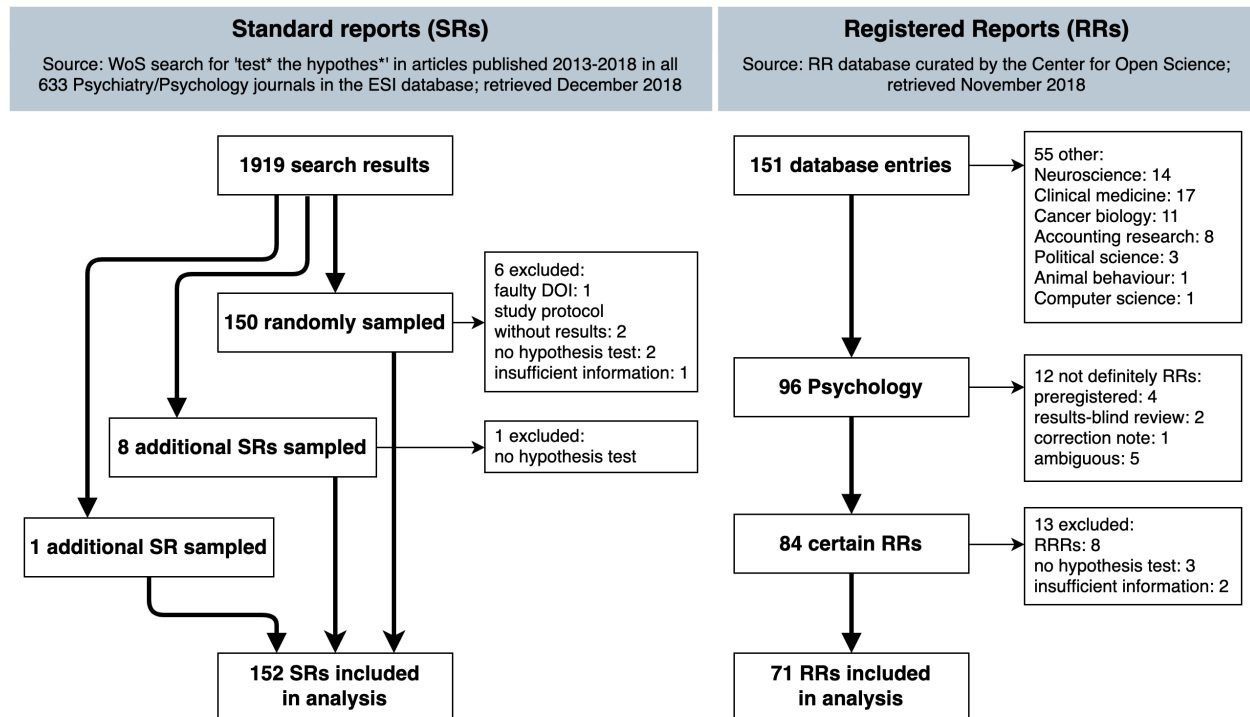 Standard reports (SRs)
Source: WoS search for 'test* the hypothes*' in articles published 2013-2018 in all
633 Psychiatry/Psychology journals in the ESI database; retrieved December 2018
1919 search results
150 randomly sampled
6 excluded:
faulty DOI: 1
study protocol
without results: 2
no hypothesis test: 2
insufficient information: 1
8 additional SRs sampled
1 excluded:
no hypothesis test
1 additional SR sampled
152 SRs included
in analysis
Registered Reports (RRs)
Source: RR database curated by the Center for Open Science;
retrieved November 2018
151 database entries
55 other:
Neuroscience: 14
Clinical medicine: 17
Cancer biology: 11
Accounting research: 8
Political science: 3
Animal behaviour: 1
Computer science: 1
96 Psychology
12 not definitely RRs:
preregistered: 4
results-blind review: 2
correction note: 1
ambiguous: 5
84 certain RRs
13 excluded:
RRRs: 8
no hypothesis test: 3
insufficient information: 2
71 RRs included
in analysis